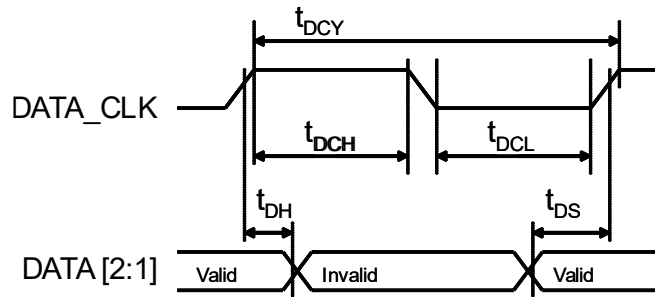 tDCY
DATA_CLK
tDCH
tDCL
tDH
tDS
DATA [2:1]
Valid
Invalid
Valid